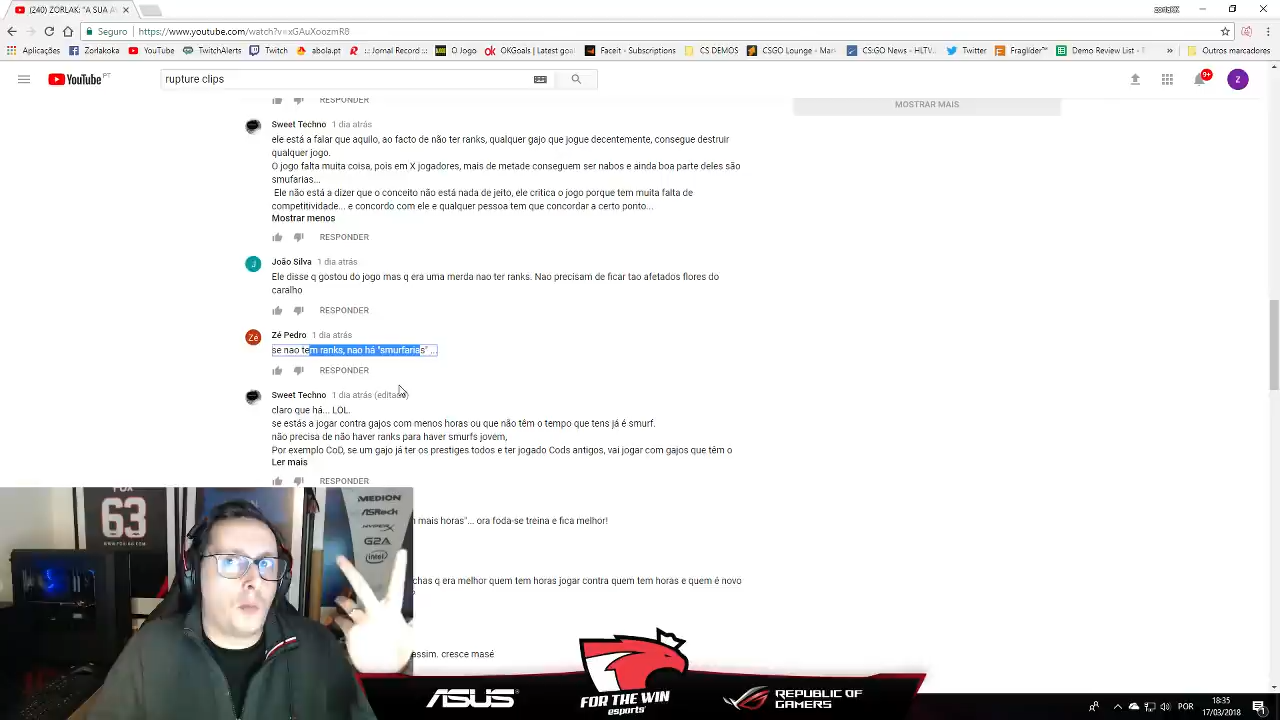 (240) ZORLAK: "A SUA AV
Seguro
https://www.youtube.com/watch?v=xGAuXoozmR8
Aplicações
Zorlakoka
YouTube
TwitchAlerts
Twitch
abola.pt
:: Jornal Record ::
O Jogo
OKGoals | Latest goal
Faceit - Subscriptions
CS DEMOS
CSGO Lounge - Mark
CS:GO News - HLTV.
Twitter
Fraglider™
Demo Review List
»
Outros marcadores
YouTube PT
rupture clips
9+
Z
RESPONDER
MOSTRAR MAIS
Sweet Techno 1 dia atrás
ele está a falar que aquilo, ao facto de não ter ranks, qualquer gajo que jogue decentemente, consegue destruir
qualquer jogo.
O jogo falta muita coisa, pois em X jogadores, mais de metade conseguem ser nabos e ainda boa parte deles são
smufarias...
Ele não está a dizer que o conceito não está nada de jeito, ele critica o jogo porque tem muita falta de
competitividade... e concordo com ele e qualquer pessoa tem que concordar a certo ponto...
Mostrar menos
RESPONDER
João Silva 1 dia atrás
Ele disse q gostou do jogo mas q era uma merda nao ter ranks. Nao precisam de ficar tao afetados flores do
caralho
RESPONDER
Zé Pedro 1 dia atrás
se nao tem ranks, nao há "smurfarias" ...
RESPONDER
Sweet Techno 1 dia atrás (editado)
claro que há... LOL.
se estás a jogar contra gajos com menos horas ou que não têm o tempo que tens já é smurf.
não precisa de não haver ranks para haver smurfs jovem,
Por exemplo CoD, se um gajo já ter os prestiges todos e ter jogado Cods antigos, vai jogar com gajos que têm o
Ler mais
RESPONDER
mais horas"... ora foda-se treina e fica melhor!
chas q era melhor quem tem horas jogar contra quem tem horas e quem é novo
assim. cresce masé
63
MEDION
ASRock
HYPERX
G2A
intel
ASUS
FOR THE WIN
esports
REPUBLIC OF
GAMERS
POR
18:35
17/03/2018